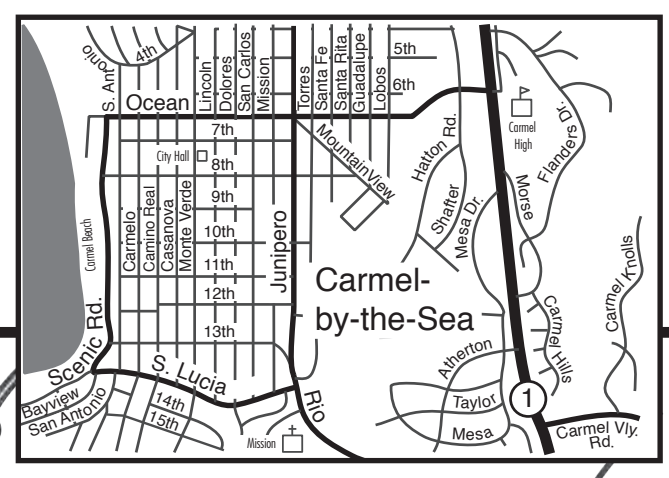 4th
S. Antonio
Ocean
Lincoln
Dolores
San Carlos
Mission
Torres
Santa Fe
Santa Rita
Guadalupe
Lobos
5th
6th
7th
City Hall
8th
9th
10th
11th
12th
13th
Mountain View
Hatton Rd.
Shafter
Mesa Dr.
Carmel
High
Flanders Dr.
Morse
Carmel Beach
Carmelo
Camino Real
Casanova
Monte Verde
Junipero
Carmel-
by-the-Sea
Carmel Knolls
Carmel Hills
Scenic Rd.
S. Lucia
Rio
Bayview
San Antonio
14th
15th
Mission
Atherton
Taylor
Mesa
1
Carmel Vly.
Rd.